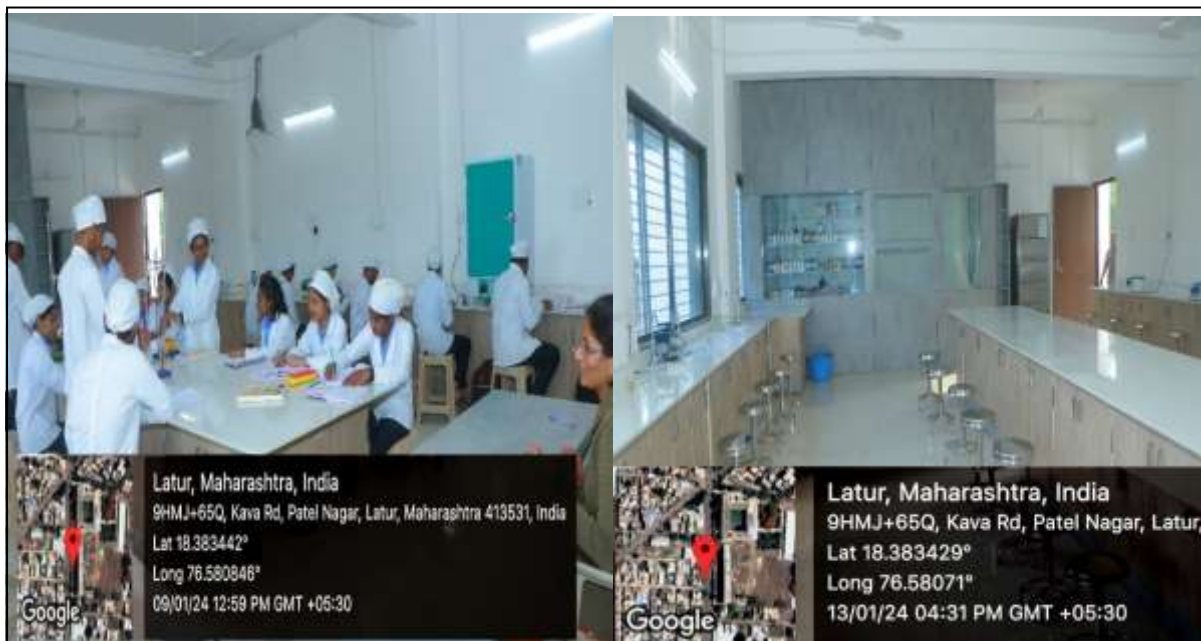 Latur, Maharashtra, India
9HMJ+65Q, Kava Rd, Patel Nagar, Latur, Maharashtra 413531, India
Lat 18.383442°
Long 76.580846°
09/01/24 12:59 PM GMT +05:30
Google
Latur, Maharashtra, India
9HMJ+65Q, Kava Rd, Patel Nagar, Latur,
Lat 18.383429°
Long 76.58071°
13/01/24 04:31 PM GMT +05:30
Google